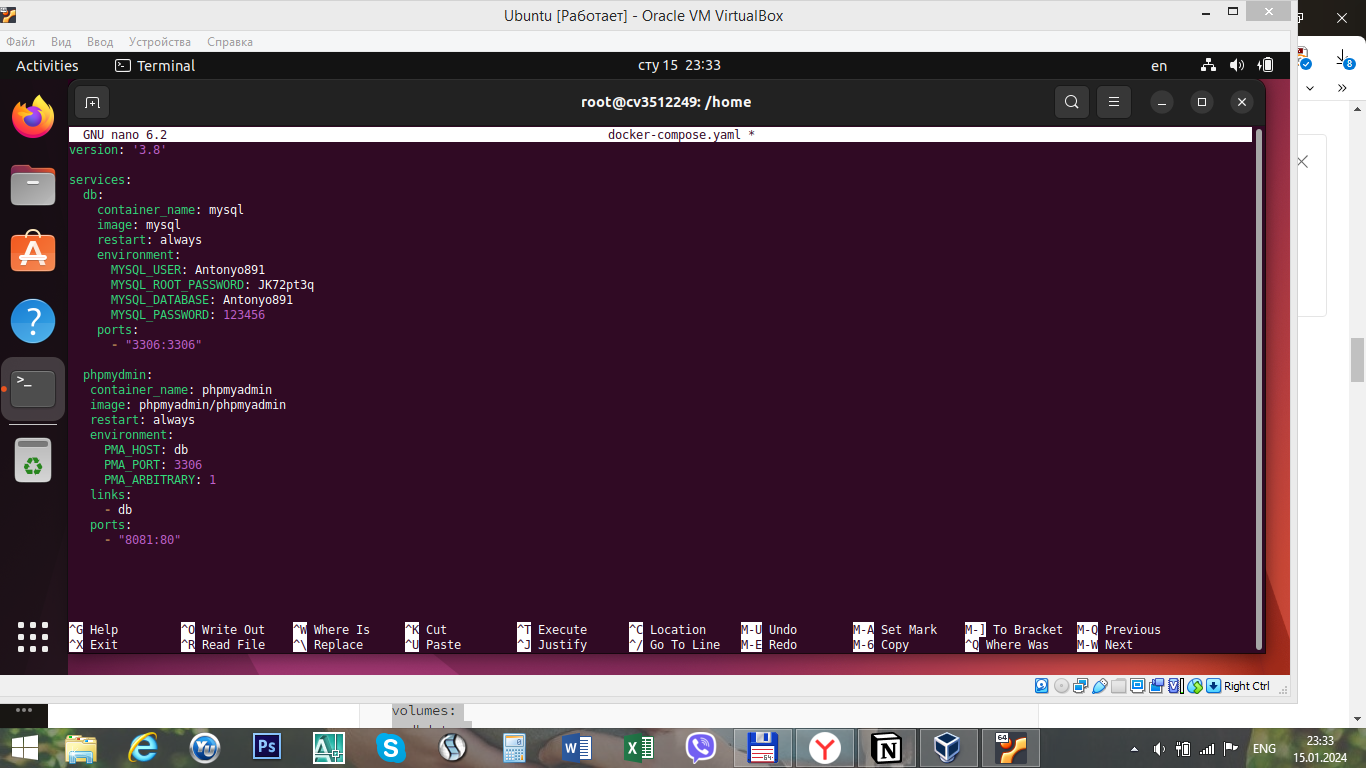 Ubuntu [Работает] - Oracle VM VirtualBox
Файл Вид Ввод Устройства Справка
Activities Terminal сту 15 23:33 en
root@cv3512249: /home
GNU nano 6.2 docker-compose.yaml *
version: '3.8'
services:
db:
container_name: mysql
image: mysql
restart: always
environment:
MYSQL_USER: Antonyo891
MYSQL_ROOT_PASSWORD: JK72pt3q
MYSQL_DATABASE: Antonyo891
MYSQL_PASSWORD: 123456
ports:
- "3306:3306"
phpmydmin:
container_name: phpmyadmin
image: phpmyadmin/phpmyadmin
restart: always
environment:
PMA_HOST: db
PMA_PORT: 3306
PMA_ARBITRARY: 1
links:
- db
ports:
- "8081:80"
^G Help ^O Write Out ^W Where Is ^K Cut ^T Execute ^C Location M-U Undo M-A Set Mark M-] To Bracket M-Q Previous
^X Exit ^R Read File ^\ Replace ^U Paste ^J Justify ^/ Go To Line M-E Redo M-6 Copy ^Q Where Was M-W Next
Right Ctrl
volumes:
ENG 23:33
15.01.2024